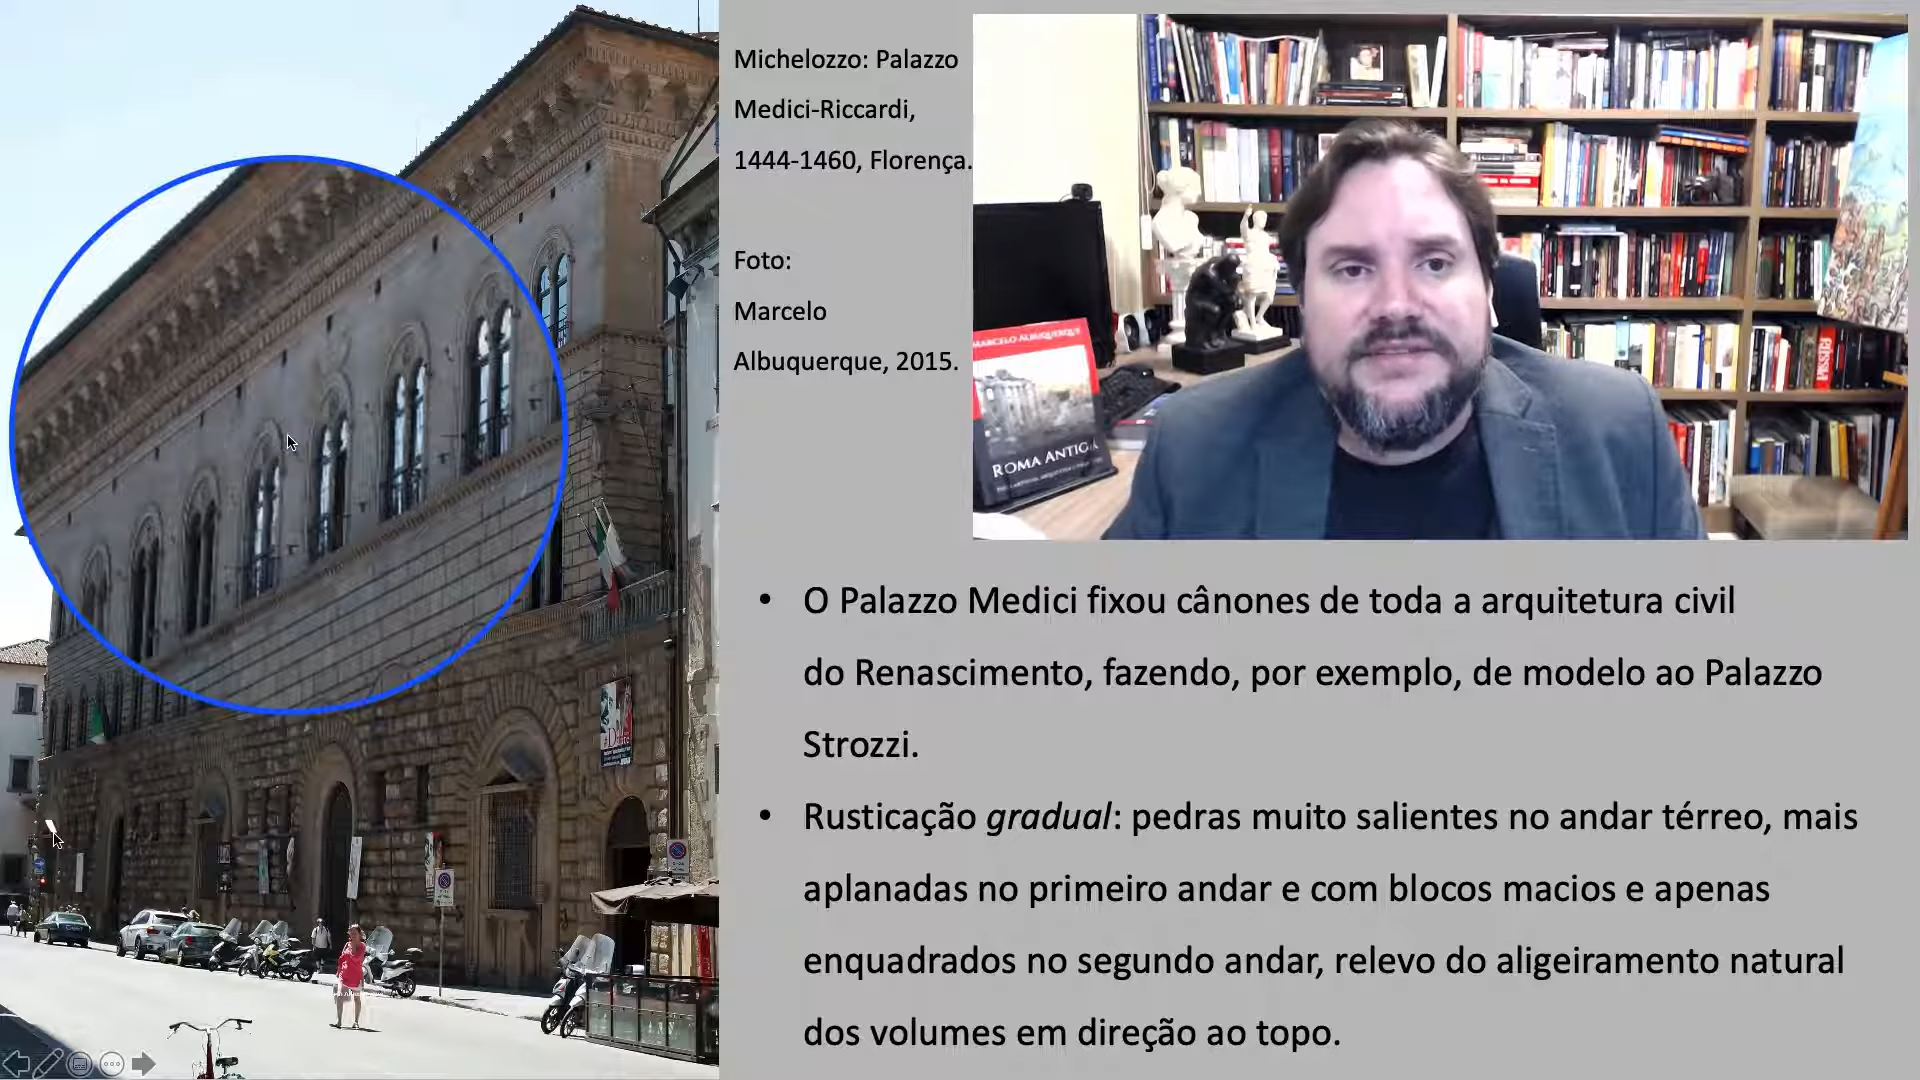 Michelozzo: Palazzo
Medici-Riccardi,
1444-1460, Florença.
Foto:
Marcelo
Albuquerque, 2015.
MARCELO ALBUQUERQUE
ROMA ANTIGA
• O Palazzo Medici fixou cânones de toda a arquitetura civil
do Renascimento, fazendo, por exemplo, de modelo ao Palazzo
Strozzi.
• Rusticação gradual: pedras muito salientes no andar térreo, mais
aplanadas no primeiro andar e com blocos macios e apenas
enquadrados no segundo andar, relevo do aligeiramento natural
dos volumes em direção ao topo.